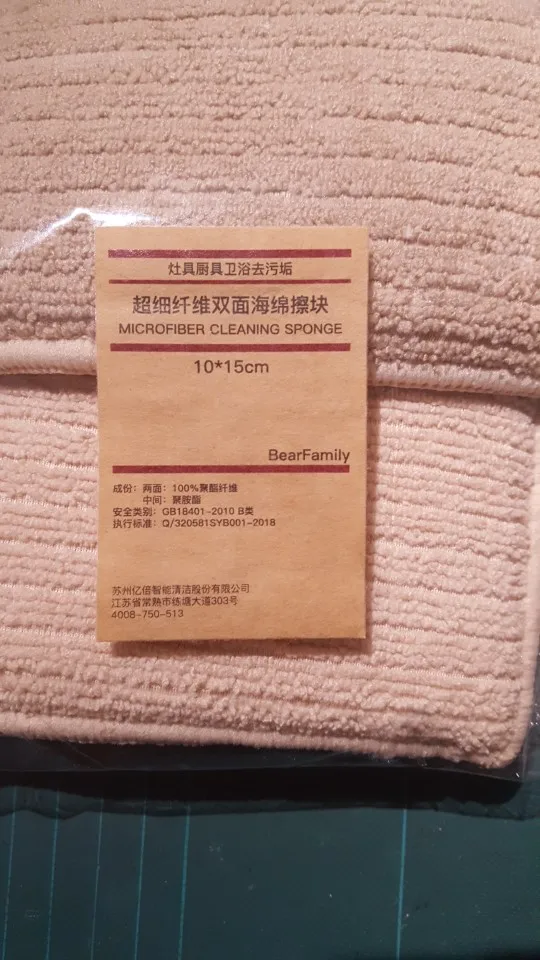 灶具厨具卫浴去污垢
超细纤维双面海绵擦块
MICROFIBER CLEANING SPONGE
10*15cm
BearFamily
成份：两面：100%聚酯纤维
中间：聚胺酯
安全类别：GB18401-2010 B类
执行标准：Q/320581SYB001-2018
苏州亿倍智能清洁股份有限公司
江苏省常熟市练塘大道303号
4008-750-513